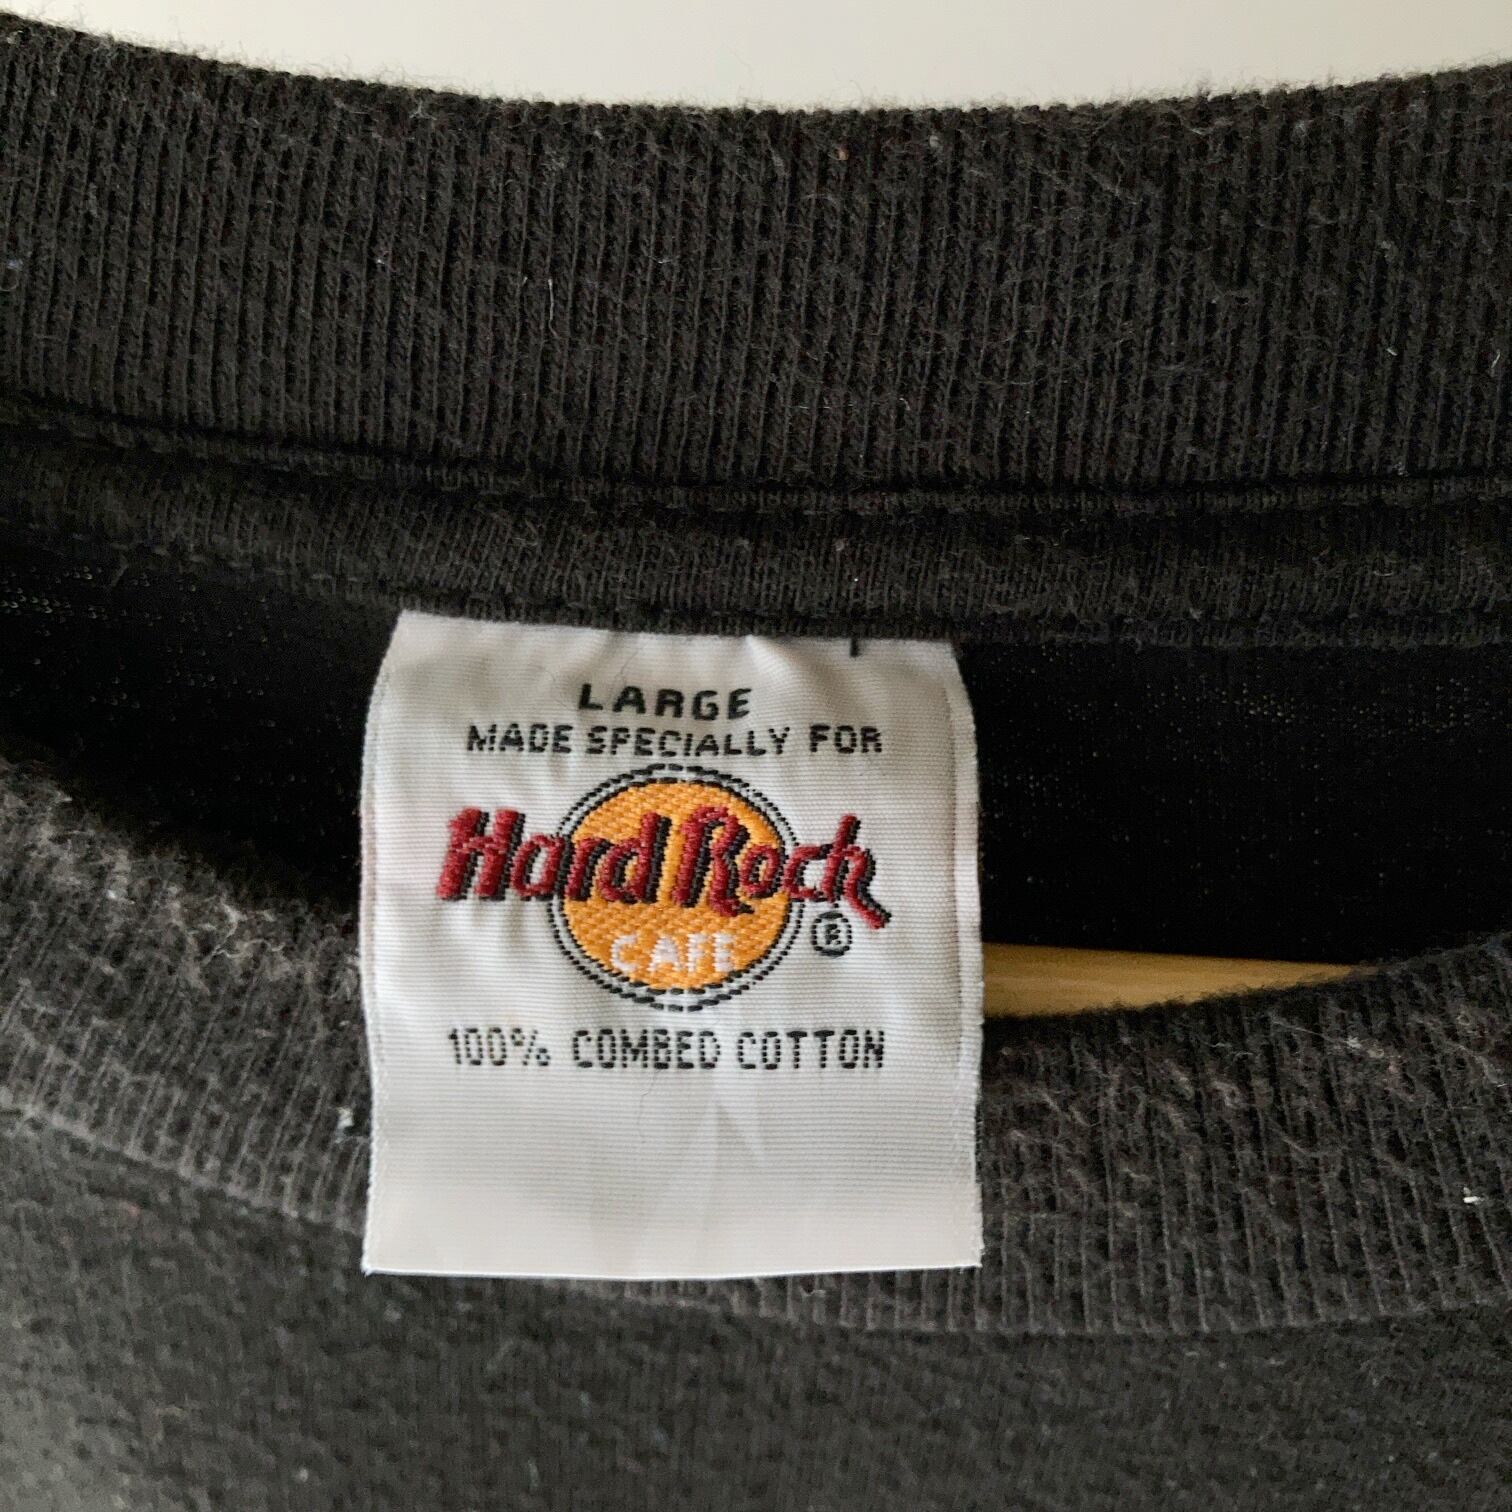 LARGE
MADE SPECIALLY FOR
Hard Rock
CAFE
®
100% COMBED COTTON